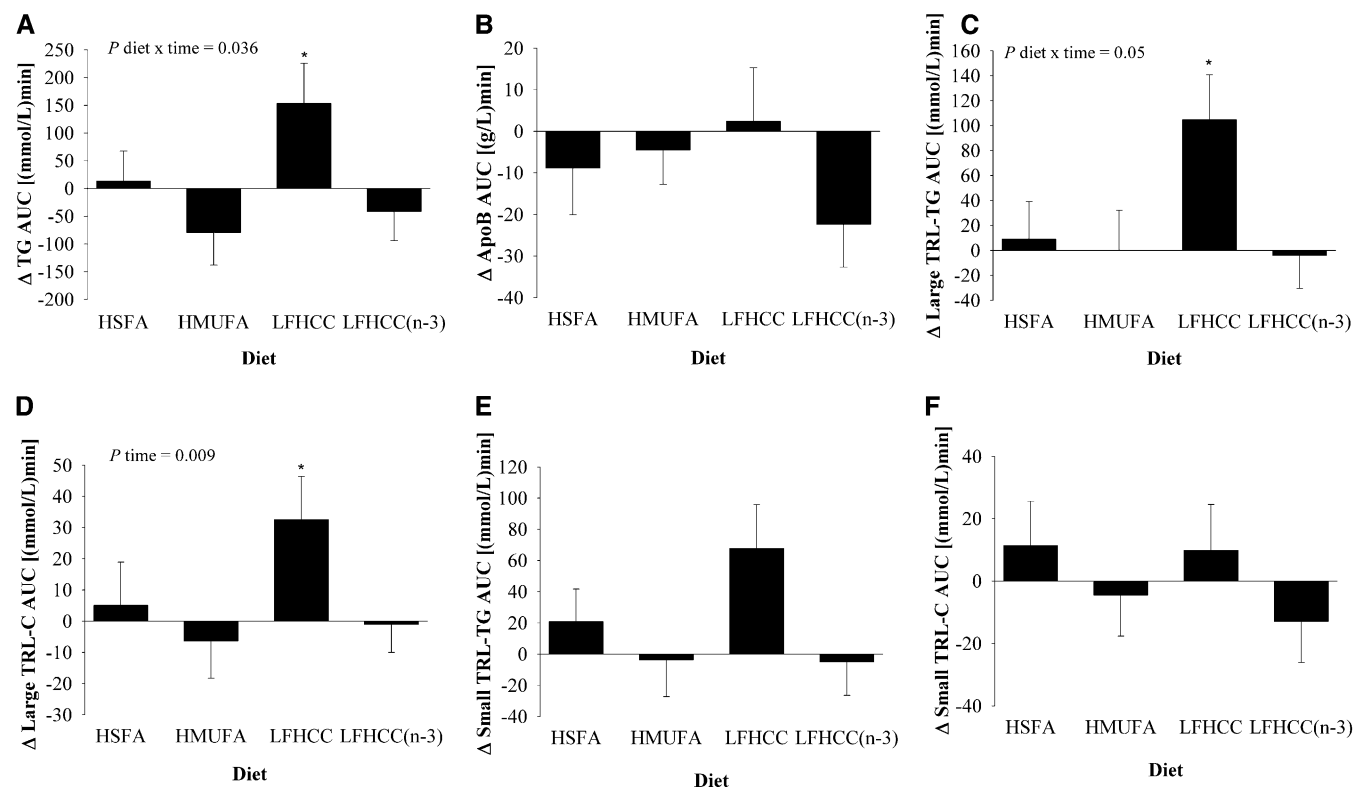 A
P diet x time = 0.036
Δ TG AUC [(mmol/L)min]
250
200
150
100
50
0
-50
-100
-150
-200
*
HSFA HMUFA LFHCC LFHCC(n-3)
Diet
B
Δ ApoB AUC [(g/L)min]
20
10
0
-10
-20
-30
-40
HSFA HMUFA LFHCC LFHCC(n-3)
Diet
C
P diet x time = 0.05
Δ Large TRL-TG AUC [(mmol/L)min]
160
140
120
100
80
60
40
20
0
-20
-40
*
HSFA HMUFA LFHCC LFHCC(n-3)
Diet
D
P time = 0.009
Δ Large TRL-C AUC [(mmol/L)min]
50
40
30
20
10
0
-10
-20
-30
*
HSFA HMUFA LFHCC LFHCC(n-3)
Diet
E
Δ Small TRL-TG AUC [(mmol/L)min]
120
100
80
60
40
20
0
-20
-40
HSFA HMUFA LFHCC LFHCC(n-3)
Diet
F
Δ Small TRL-C AUC [(mmol/L)min]
40
20
0
-20
-40
HSFA HMUFA LFHCC LFHCC(n-3)
Diet